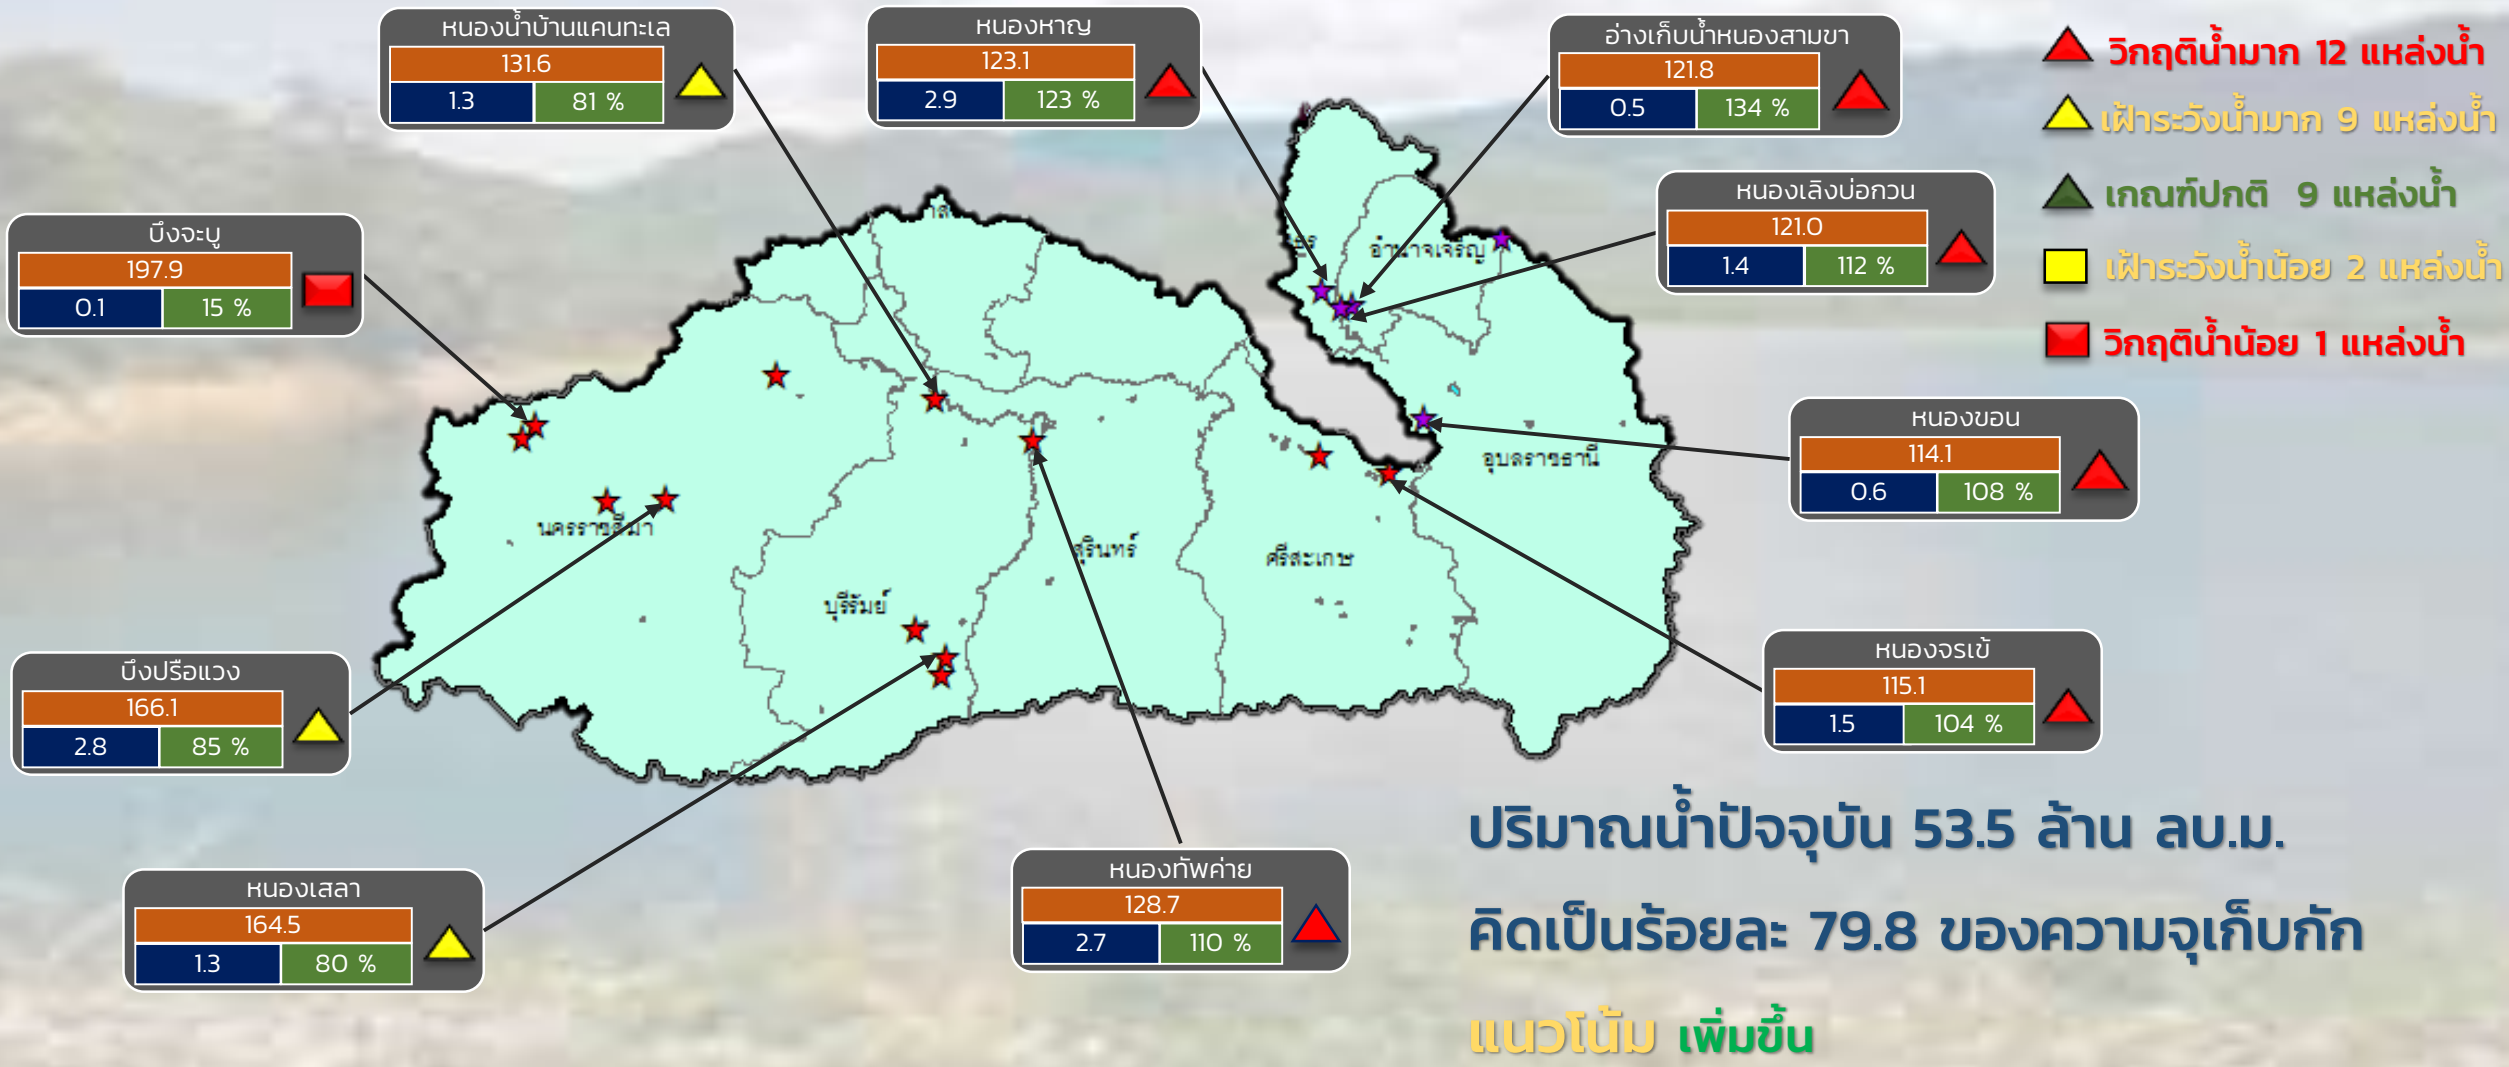 หนองน้ำบ้านแคนทะเล
131.6
1.3 81 %
หนองหาญ
123.1
2.9 123 %
อ่างเก็บน้ำหนองสามขา
121.8
0.5 134 %
วิกฤติน้ำมาก 12 แหล่งน้ำ
เฝ้าระวังน้ำมาก 9 แหล่งน้ำ
เกณฑ์ปกติ 9 แหล่งน้ำ
เฝ้าระวังน้ำน้อย 2 แหล่งน้ำ
วิกฤติน้ำน้อย 1 แหล่งน้ำ
หนองเลิงบ่อกวน
121.0
1.4 112 %
บึงจะบู
197.9
0.1 15 %
อำนาจเจริญ
หนองขอน
114.1
0.6 108 %
อุบลราชธานี
นครราชสีมา
สุรินทร์
ศรีสะเกษ
บุรีรัมย์
บึงปรือแวง
166.1
2.8 85 %
หนองจรเข้
115.1
1.5 104 %
หนองเสลา
164.5
1.3 80 %
หนองทัพค่าย
128.7
2.7 110 %
ปริมาณน้ำปัจจุบัน 53.5 ล้าน ลบ.ม.
คิดเป็นร้อยละ 79.8 ของความจุเก็บกัก
แนวโน้ม เพิ่มขึ้น